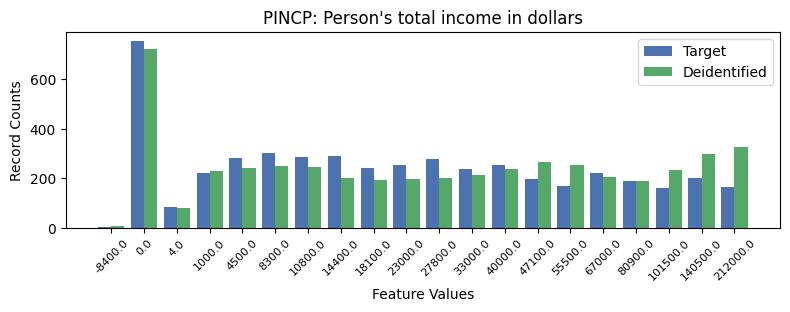 PINCP: Person's total income in dollars
Target
Deidentified
Record Counts
600
400
200
0
-8400.0 0.0 4.0 1000.0 4500.0 8300.0 10800.0 14400.0 18100.0 23000.0 27800.0 33000.0 40000.0 47100.0 55500.0 67000.0 80900.0 101500.0 140500.0 212000.0
Feature Values